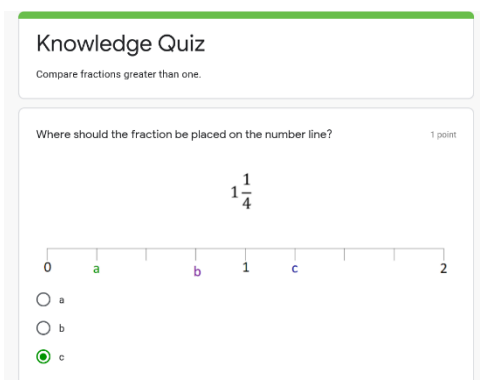 Knowledge Quiz
Compare fractions greater than one.
Where should the fraction be placed on the number line? 1 point
1 1/4
0 a b 1 c 2
a
b
c